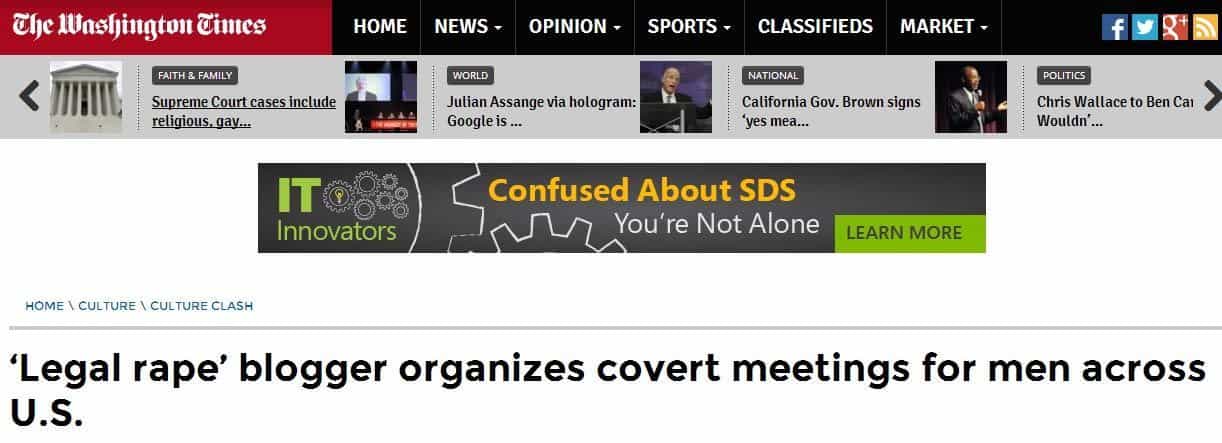 The Washington Times
HOME NEWS OPINION SPORTS CLASSIFIEDS MARKET
FAITH & FAMILY
Supreme Court cases include
religious, gay...
WORLD
Julian Assange via hologram:
Google is ...
NATIONAL
California Gov. Brown signs
‘yes mea...
POLITICS
Chris Wallace to Ben Car
Wouldn’...
IT
Innovators
Confused About SDS
You're Not Alone
LEARN MORE
HOME \ CULTURE \ CULTURE CLASH
‘Legal rape’ blogger organizes covert meetings for men across
U.S.